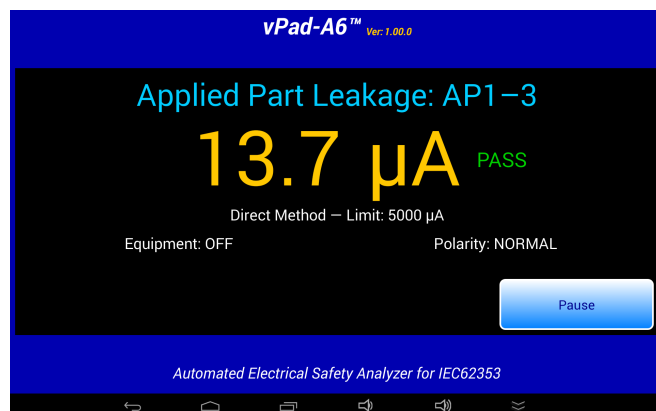 vPad-A6™ Ver: 1.00.0
Applied Part Leakage: AP1–3
13.7 µA PASS
Direct Method – Limit: 5000 µA
Equipment: OFF Polarity: NORMAL
Pause
Automated Electrical Safety Analyzer for IEC62353